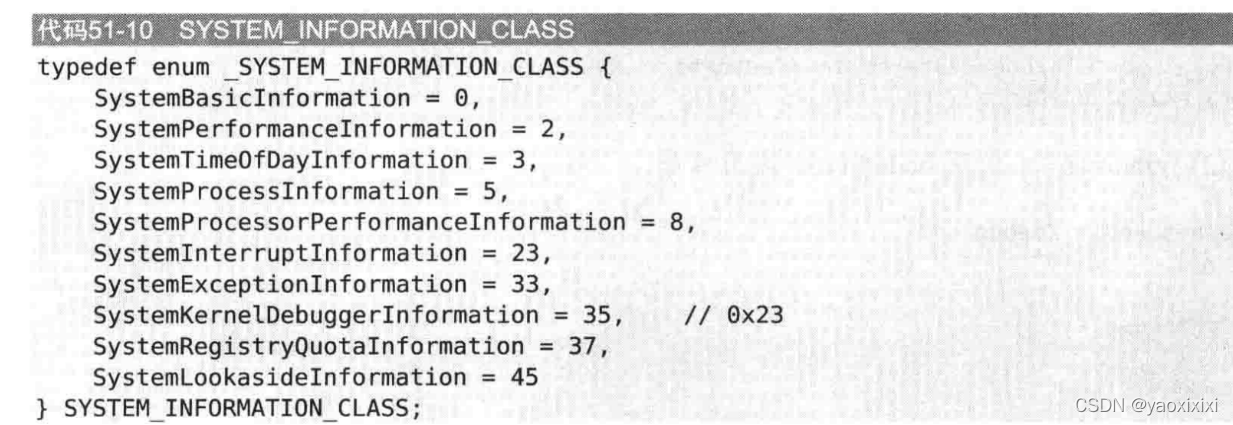 代码51-10 SYSTEM_INFORMATION_CLASS
typedef enum _SYSTEM_INFORMATION_CLASS {
    SystemBasicInformation = 0,
    SystemPerformanceInformation = 2,
    SystemTimeOfDayInformation = 3,
    SystemProcessInformation = 5,
    SystemProcessorPerformanceInformation = 8,
    SystemInterruptInformation = 23,
    SystemExceptionInformation = 33,
    SystemKernelDebuggerInformation = 35,    // 0x23
    SystemRegistryQuotaInformation = 37,
    SystemLookasideInformation = 45
} SYSTEM_INFORMATION_CLASS;
CSDN @yaoxixixi